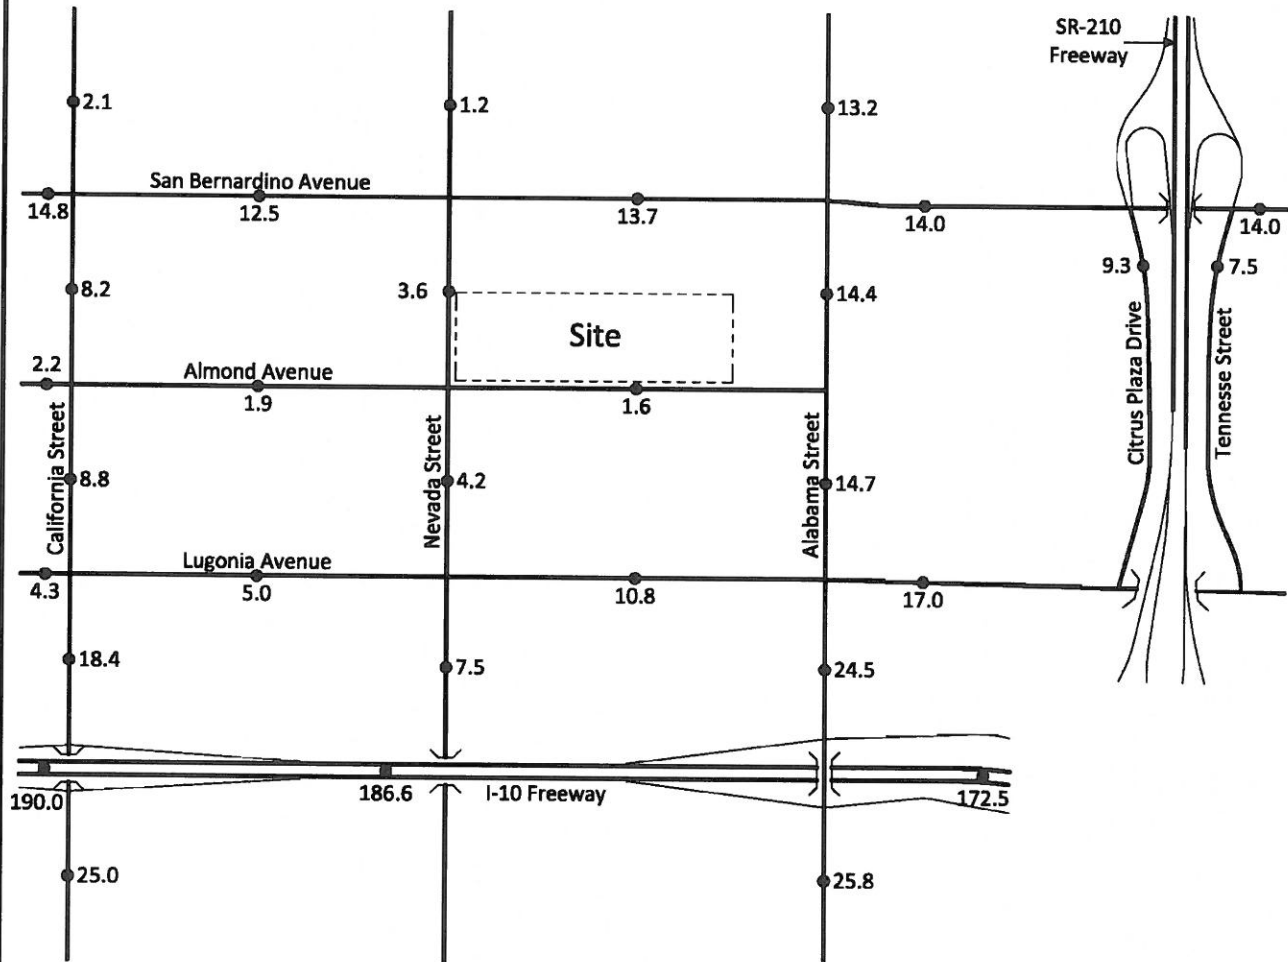 SR-210
Freeway
2.1
1.2
13.2
San Bernardino Avenue
14.8
12.5
13.7
14.0
14.0
8.2
3.6
14.4
9.3
7.5
Site
Citrus Plaza Drive
Tennesse Street
2.2
Almond Avenue
1.9
1.6
California Street
Nevada Street
Alabama Street
8.8
4.2
14.7
Lugonia Avenue
4.3
5.0
10.8
17.0
18.4
7.5
24.5
190.0
186.6
I-10 Freeway
172.5
25.0
25.8